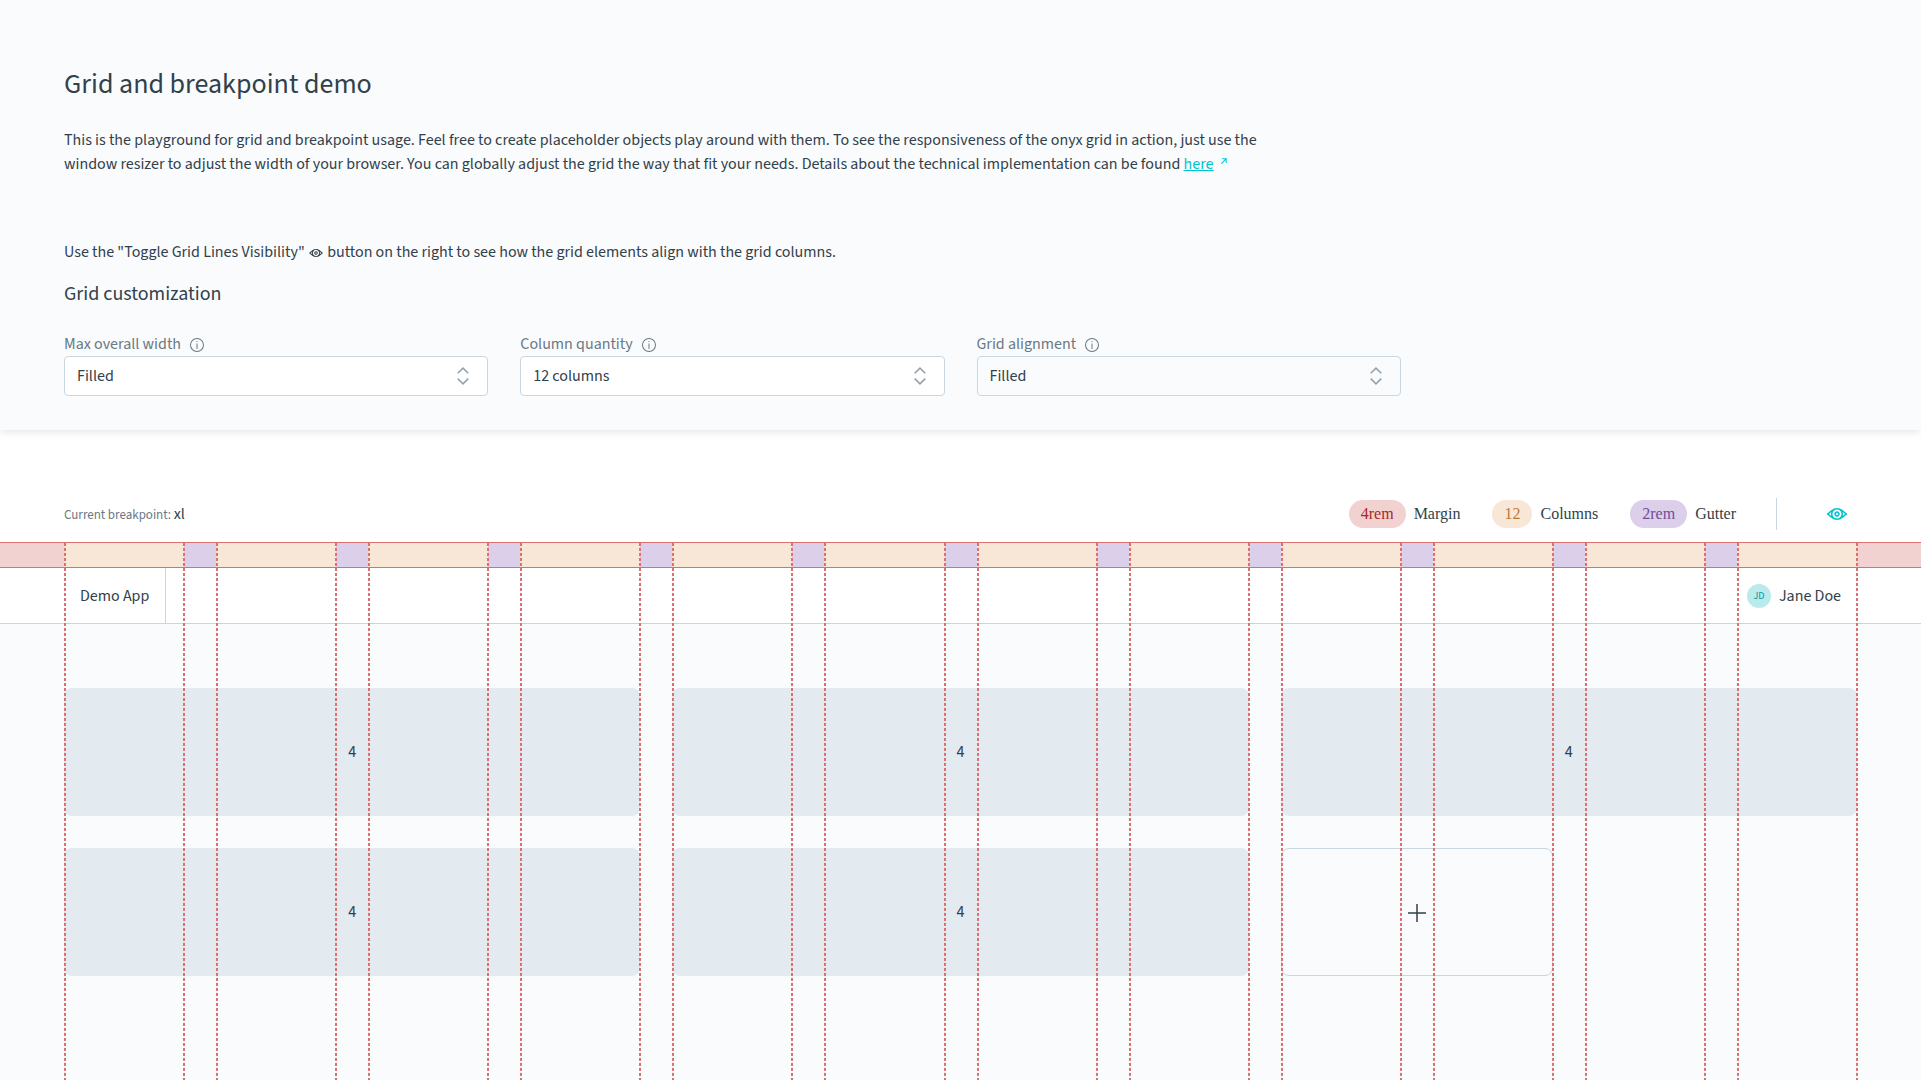 Grid and breakpoint demo
This is the playground for grid and breakpoint usage. Feel free to create placeholder objects play around with them. To see the responsiveness of the onyx grid in action, just use the
window resizer to adjust the width of your browser. You can globally adjust the grid the way that fit your needs. Details about the technical implementation can be found here
Use the "Toggle Grid Lines Visibility" button on the right to see how the grid elements align with the grid columns.
Grid customization
Max overall width
Column quantity
Grid alignment
Filled
12 columns
Filled
Current breakpoint: xl
4rem Margin
12 Columns
2rem Gutter
Demo App
JD Jane Doe
4
4
4
4
4